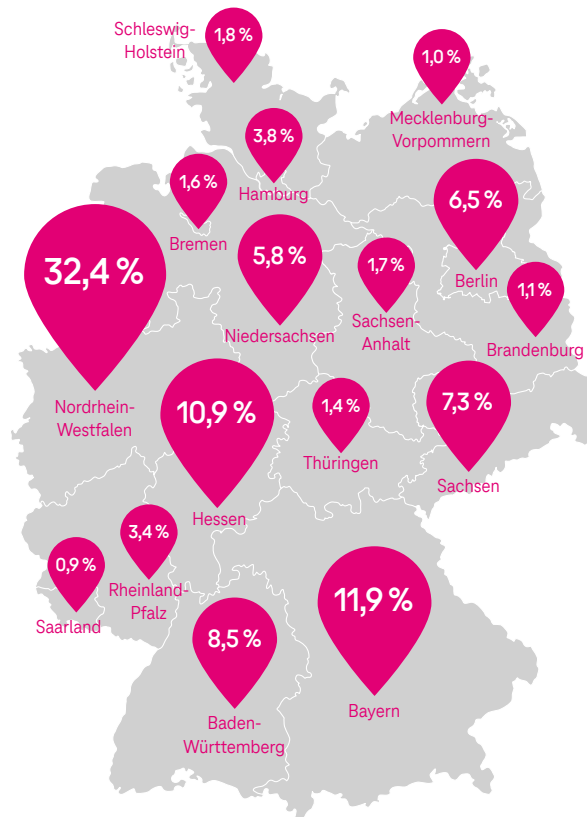 Schleswig-
Holstein
1,8 %
1,0 %
Mecklenburg-
Vorpommern
3,8 %
Hamburg
1,6 %
Bremen
6,5 %
Berlin
32,4 %
Nordrhein-
Westfalen
5,8 %
Niedersachsen
1,7 %
Sachsen-
Anhalt
1,1 %
Brandenburg
10,9 %
Hessen
1,4 %
Thüringen
7,3 %
Sachsen
3,4 %
Rheinland-
Pfalz
0,9 %
Saarland
8,5 %
Baden-
Württemberg
11,9 %
Bayern